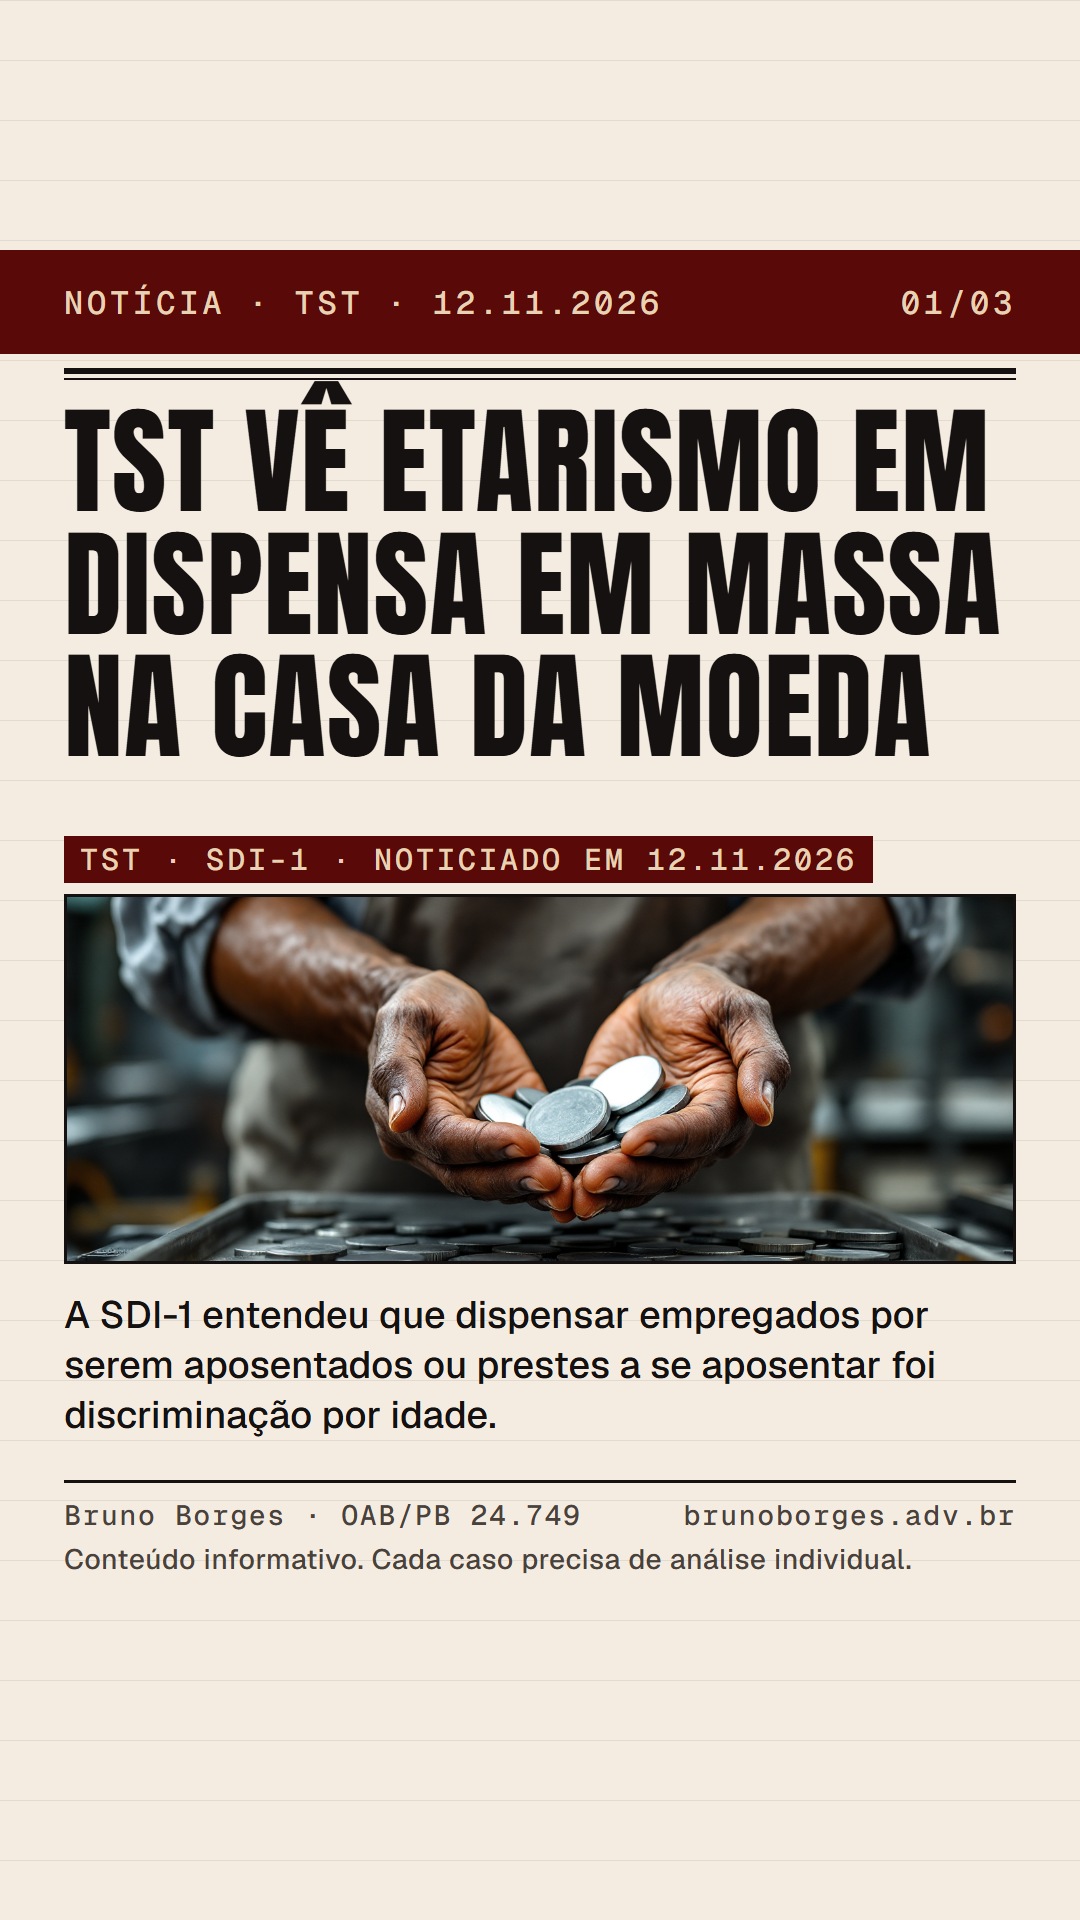 NOTÍCIA · TST · 12.11.2026 01/03
TST VÊ ETARISMO EM
DISPENSA EM MASSA
NA CASA DA MOEDA
TST · SDI-1 · NOTICIADO EM 12.11.2026
A SDI-1 entendeu que dispensar empregados por
serem aposentados ou prestes a se aposentar foi
discriminação por idade.
Bruno Borges · OAB/PB 24.749 brunoborges.adv.br
Conteúdo informativo. Cada caso precisa de análise individual.